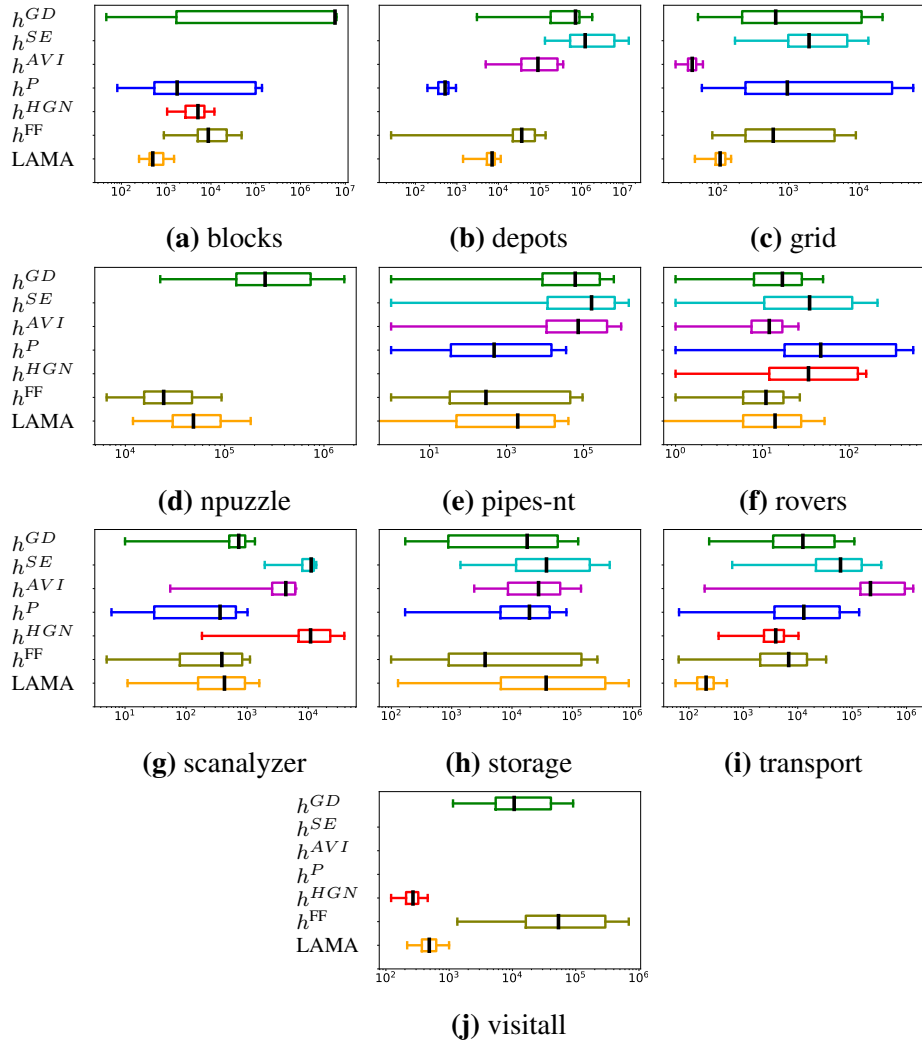 h^{GD}
h^{SE}
h^{AVI}
h^{P}
h^{HGN}
h^{FF}
LAMA
10^2 10^3 10^4 10^5 10^6 10^7
10^2 10^3 10^4 10^5 10^6 10^7
10^2 10^3 10^4
(a) blocks (b) depots (c) grid
h^{GD}
h^{SE}
h^{AVI}
h^{P}
h^{HGN}
h^{FF}
LAMA
10^4 10^5 10^6
10^1 10^3 10^5
10^0 10^1 10^2
(d) npuzzle (e) pipes-nt (f) rovers
h^{GD}
h^{SE}
h^{AVI}
h^{P}
h^{HGN}
h^{FF}
LAMA
10^1 10^2 10^3 10^4
10^2 10^3 10^4 10^5 10^6
10^2 10^3 10^4 10^5 10^6
(g) scanalyzer (h) storage (i) transport
h^{GD}
h^{SE}
h^{AVI}
h^{P}
h^{HGN}
h^{FF}
LAMA
10^2 10^3 10^4 10^5 10^6
(j) visitall